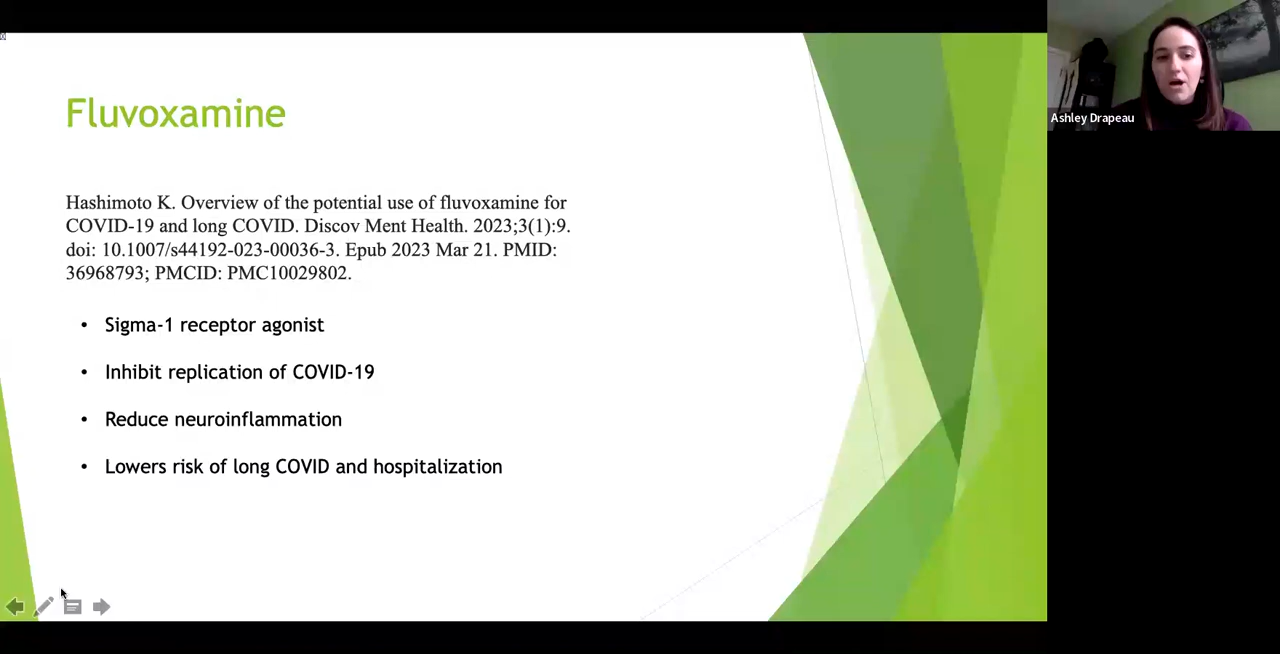 Fluvoxamine
Hashimoto K. Overview of the potential use of fluvoxamine for
COVID-19 and long COVID. Discov Ment Health. 2023;3(1):9.
doi: 10.1007/s44192-023-00036-3. Epub 2023 Mar 21. PMID:
36968793; PMCID: PMC10029802.
• Sigma-1 receptor agonist
• Inhibit replication of COVID-19
• Reduce neuroinflammation
• Lowers risk of long COVID and hospitalization
Ashley Drapeau